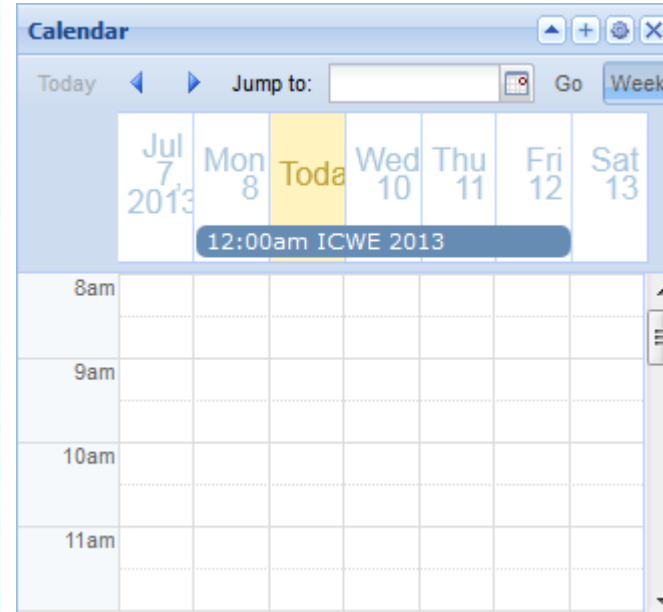 Calendar
Today Jump to: Go Week
Jul 7, 2013 Mon 8 Toda Wed 10 Thu 11 Fri 12 Sat 13
12:00am ICWE 2013
8am
9am
10am
11am